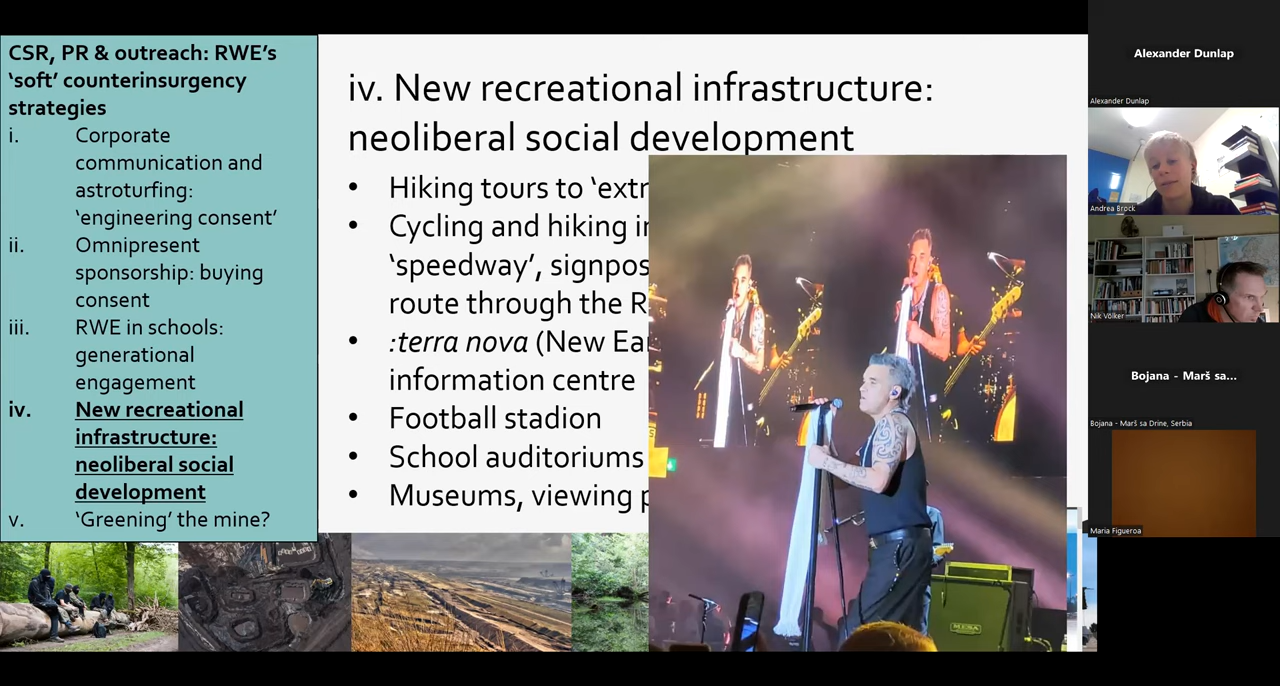 CSR, PR & outreach: RWE’s
‘soft’ counterinsurgency
strategies
i. Corporate
communication and
astroturfing:
‘engineering consent’
ii. Omnipresent
sponsorship: buying
consent
iii. RWE in schools:
generational
engagement
iv. New recreational
infrastructure:
neoliberal social
development
v. ‘Greening’ the mine?
iv. New recreational infrastructure:
neoliberal social development
• Hiking tours to ‘extr
• Cycling and hiking in
‘speedway’, signpos
route through the R
• :terra nova (New Ea
information centre
• Football stadion
• School auditoriums
• Museums, viewing p
MESA
Alexander Dunlap
Alexander Dunlap
Andrea Brock
Nik Völker
Bojana - Marš sa...
Bojana - Marš sa Drine, Serbia
Maria Figueroa